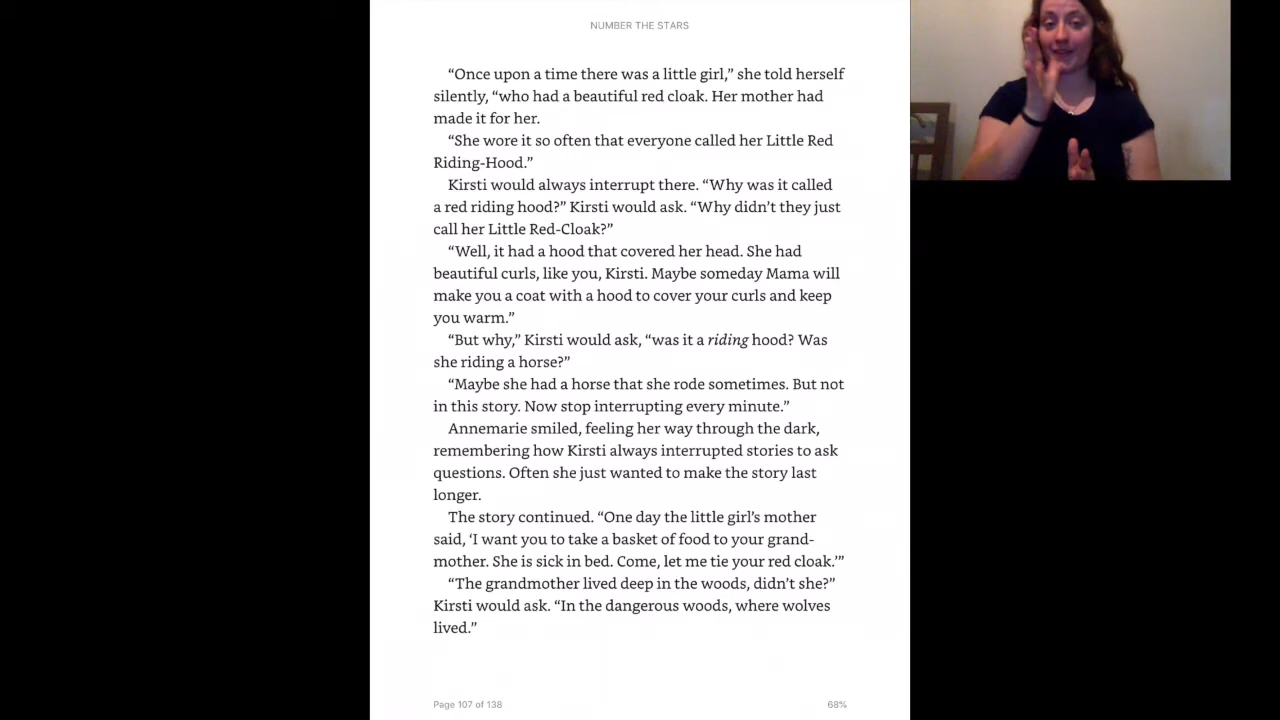 NUMBER THE STARS
“Once upon a time there was a little girl,” she told herself
silently, “who had a beautiful red cloak. Her mother had
made it for her.
“She wore it so often that everyone called her Little Red
Riding-Hood.”
Kirsti would always interrupt there. “Why was it called
a red riding hood?” Kirsti would ask. “Why didn’t they just
call her Little Red-Cloak?”
“Well, it had a hood that covered her head. She had
beautiful curls, like you, Kirsti. Maybe someday Mama will
make you a coat with a hood to cover your curls and keep
you warm.”
“But why,” Kirsti would ask, “was it a riding hood? Was
she riding a horse?”
“Maybe she had a horse that she rode sometimes. But not
in this story. Now stop interrupting every minute.”
Annemarie smiled, feeling her way through the dark,
remembering how Kirsti always interrupted stories to ask
questions. Often she just wanted to make the story last
longer.
The story continued. “One day the little girl’s mother
said, ‘I want you to take a basket of food to your grand-
mother. She is sick in bed. Come, let me tie your red cloak.’”
“The grandmother lived deep in the woods, didn’t she?”
Kirsti would ask. “In the dangerous woods, where wolves
lived.”
Page 107 of 138
68%